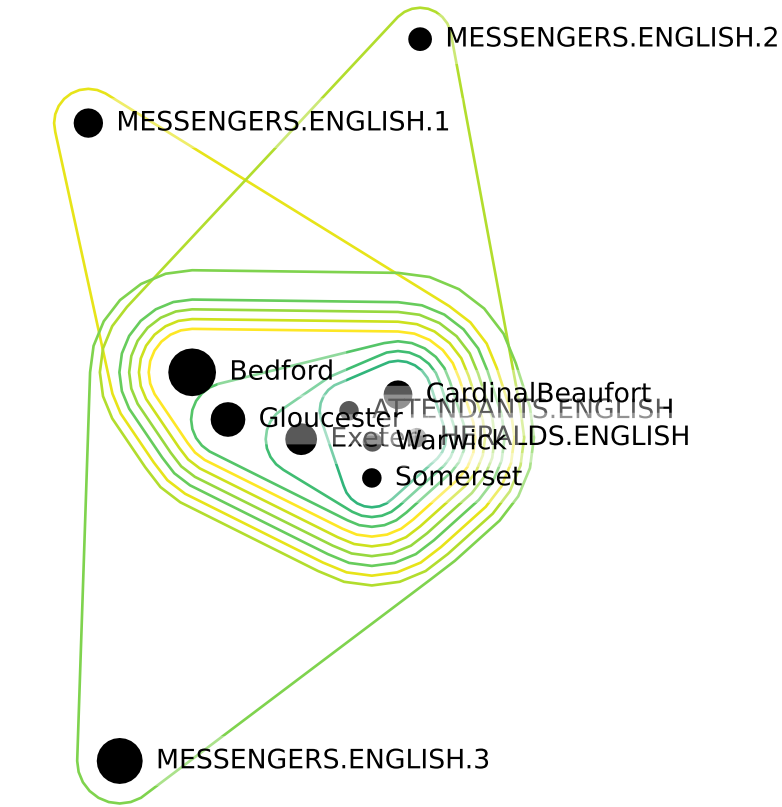 MESSENGERS.ENGLISH.2
MESSENGERS.ENGLISH.1
Bedford
CardinalBeaufort
ATTENDANTS.ENGLISH
Gloucester
Exeter
HERALDS.ENGLISH
Warwick
Somerset
MESSENGERS.ENGLISH.3